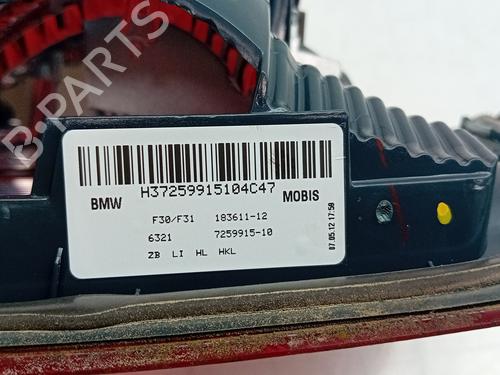 B-PARTS
BMW H37259915104C47 MOBIS
F30/F31 183611-12
6321 7259915-10
ZB LI HL HKL
07.05.12 17:58